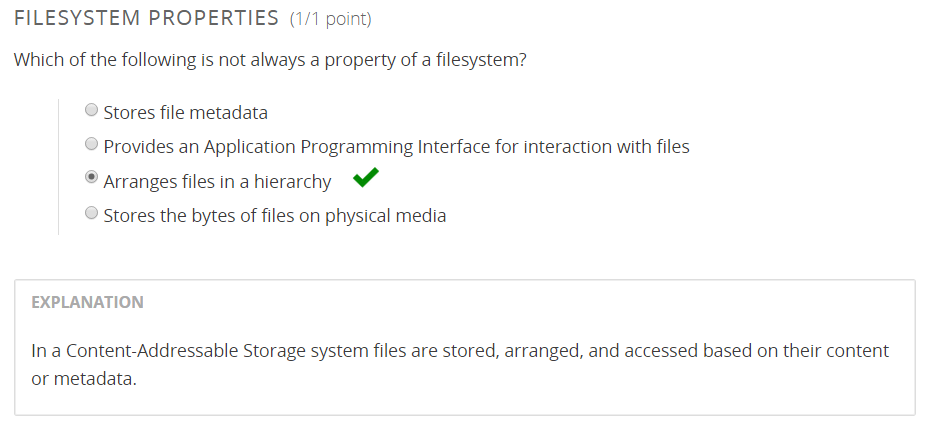 FILESYSTEM PROPERTIES (1/1 point)
Which of the following is not always a property of a filesystem?
Stores file metadata
Provides an Application Programming Interface for interaction with files
Arranges files in a hierarchy
Stores the bytes of files on physical media
EXPLANATION
In a Content-Addressable Storage system files are stored, arranged, and accessed based on their content
or metadata.